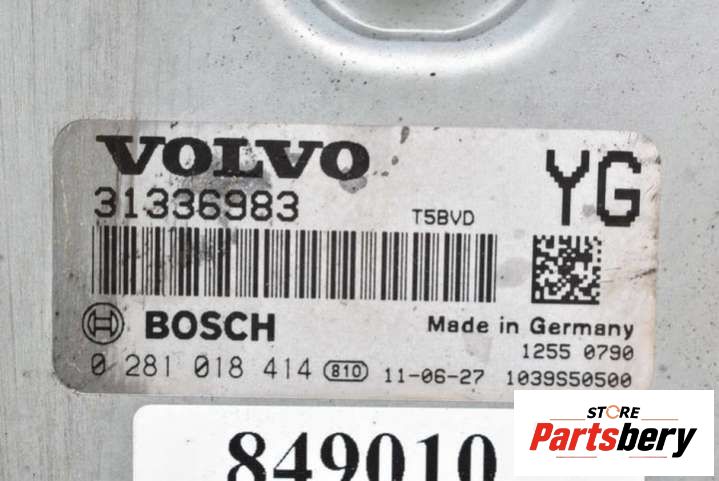 VOLVO
31336983
T5BVD
YG
BOSCH
Made in Germany
1255 0790
0 281 018 414 810 11-06-27 1039S50500
849010
STORE
Partsbery